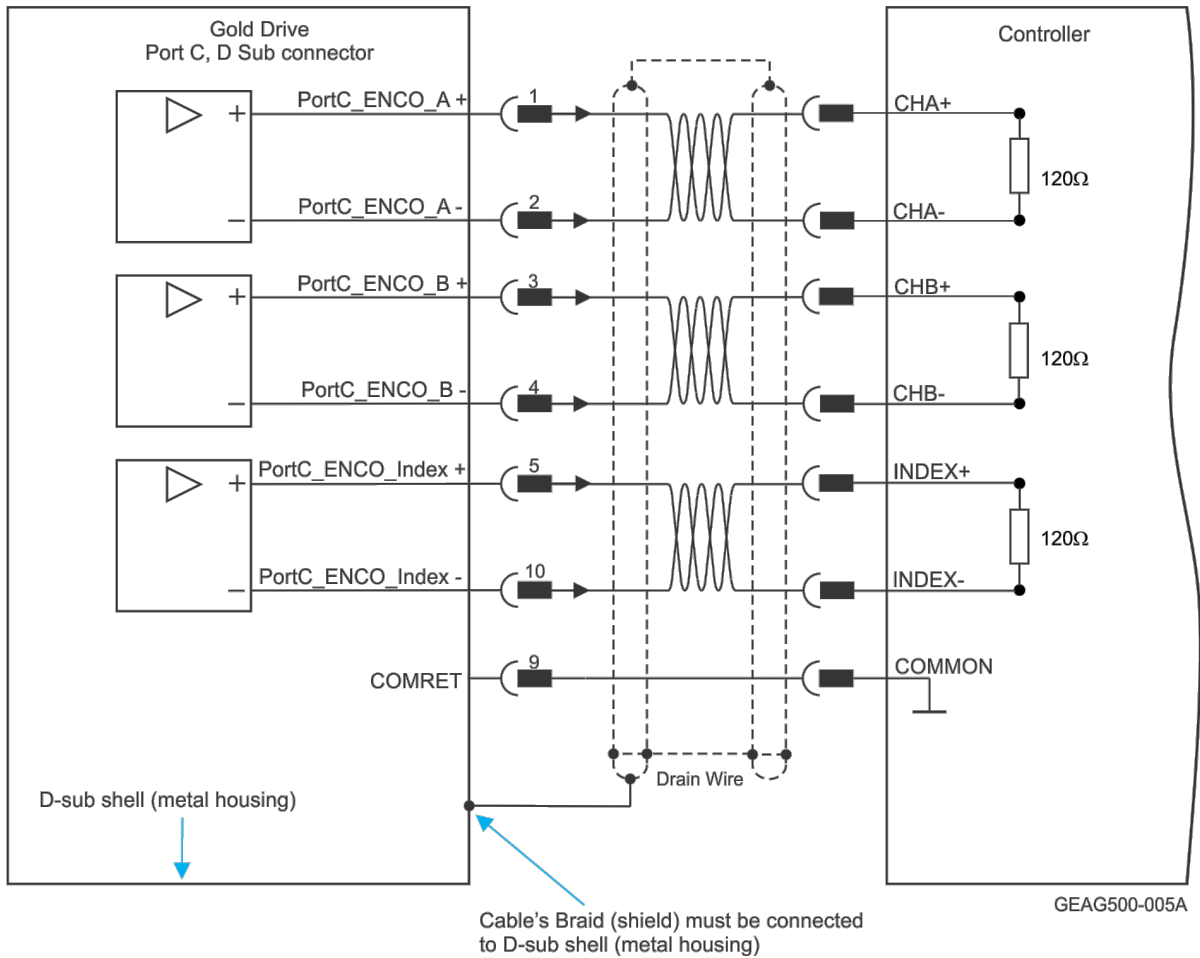 Gold Drive
Port C, D Sub connector
Controller
PortC_ENCO_A +
1
CHA+
120Ω
PortC_ENCO_A -
2
CHA-
PortC_ENCO_B +
3
CHB+
120Ω
PortC_ENCO_B -
4
CHB-
PortC_ENCO_Index +
5
INDEX+
120Ω
PortC_ENCO_Index -
10
INDEX-
COMRET
9
COMMON
Drain Wire
D-sub shell (metal housing)
GEAG500-005A
Cable's Braid (shield) must be connected
to D-sub shell (metal housing)